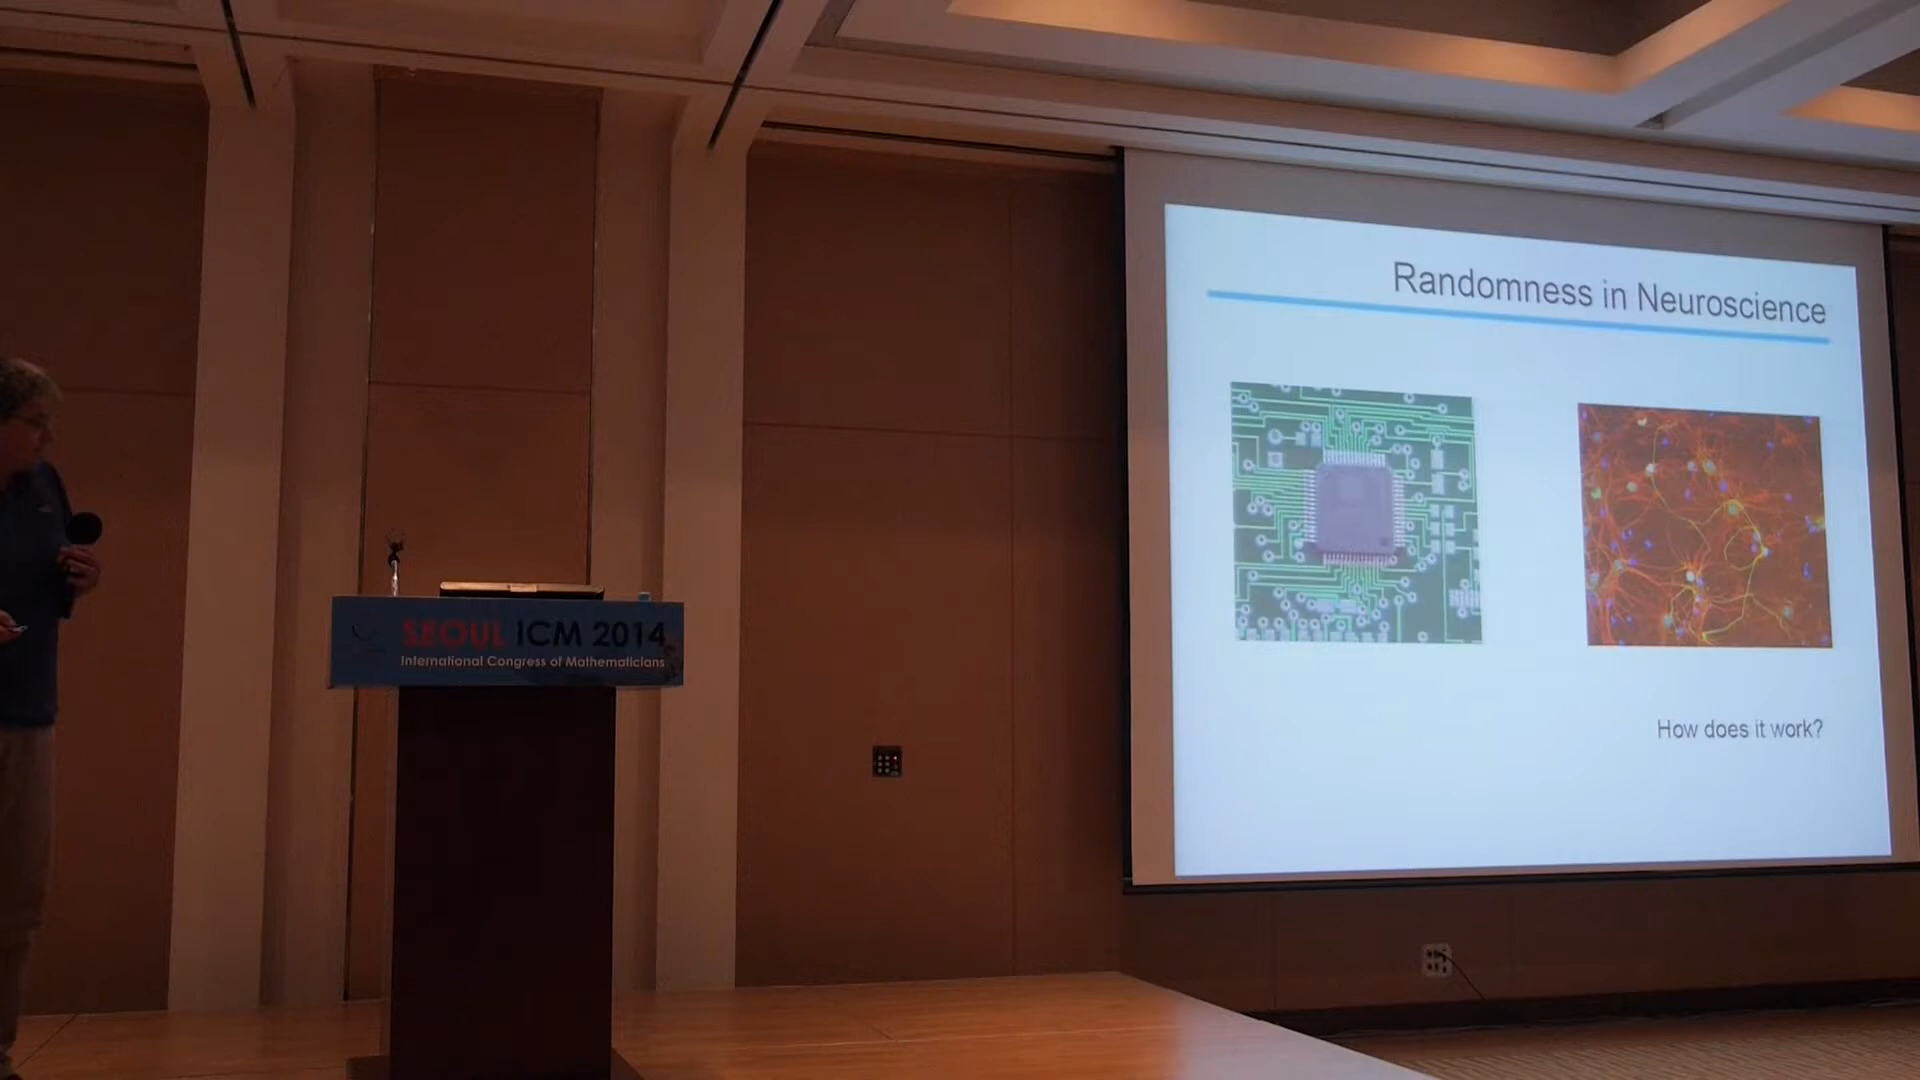 Randomness in Neuroscience
How does it work?
SEOUL ICM 2014
International Congress of Mathematicians